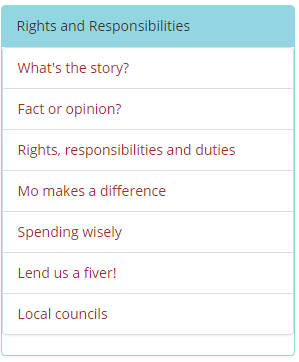 Rights and Responsibilities
What's the story?
Fact or opinion?
Rights, responsibilities and duties
Mo makes a difference
Spending wisely
Lend us a fiver!
Local councils